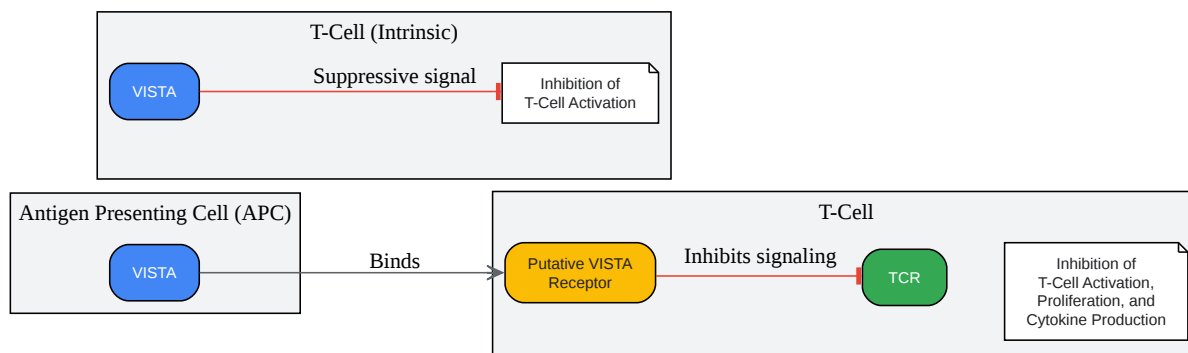 T-Cell (Intrinsic)
VISTA
Suppressive signal
Inhibition of
T-Cell Activation
Antigen Presenting Cell (APC)
VISTA
Binds
T-Cell
Putative VISTA
Receptor
Inhibits signaling
TCR
Inhibition of
T-Cell Activation,
Proliferation, and
Cytokine Production